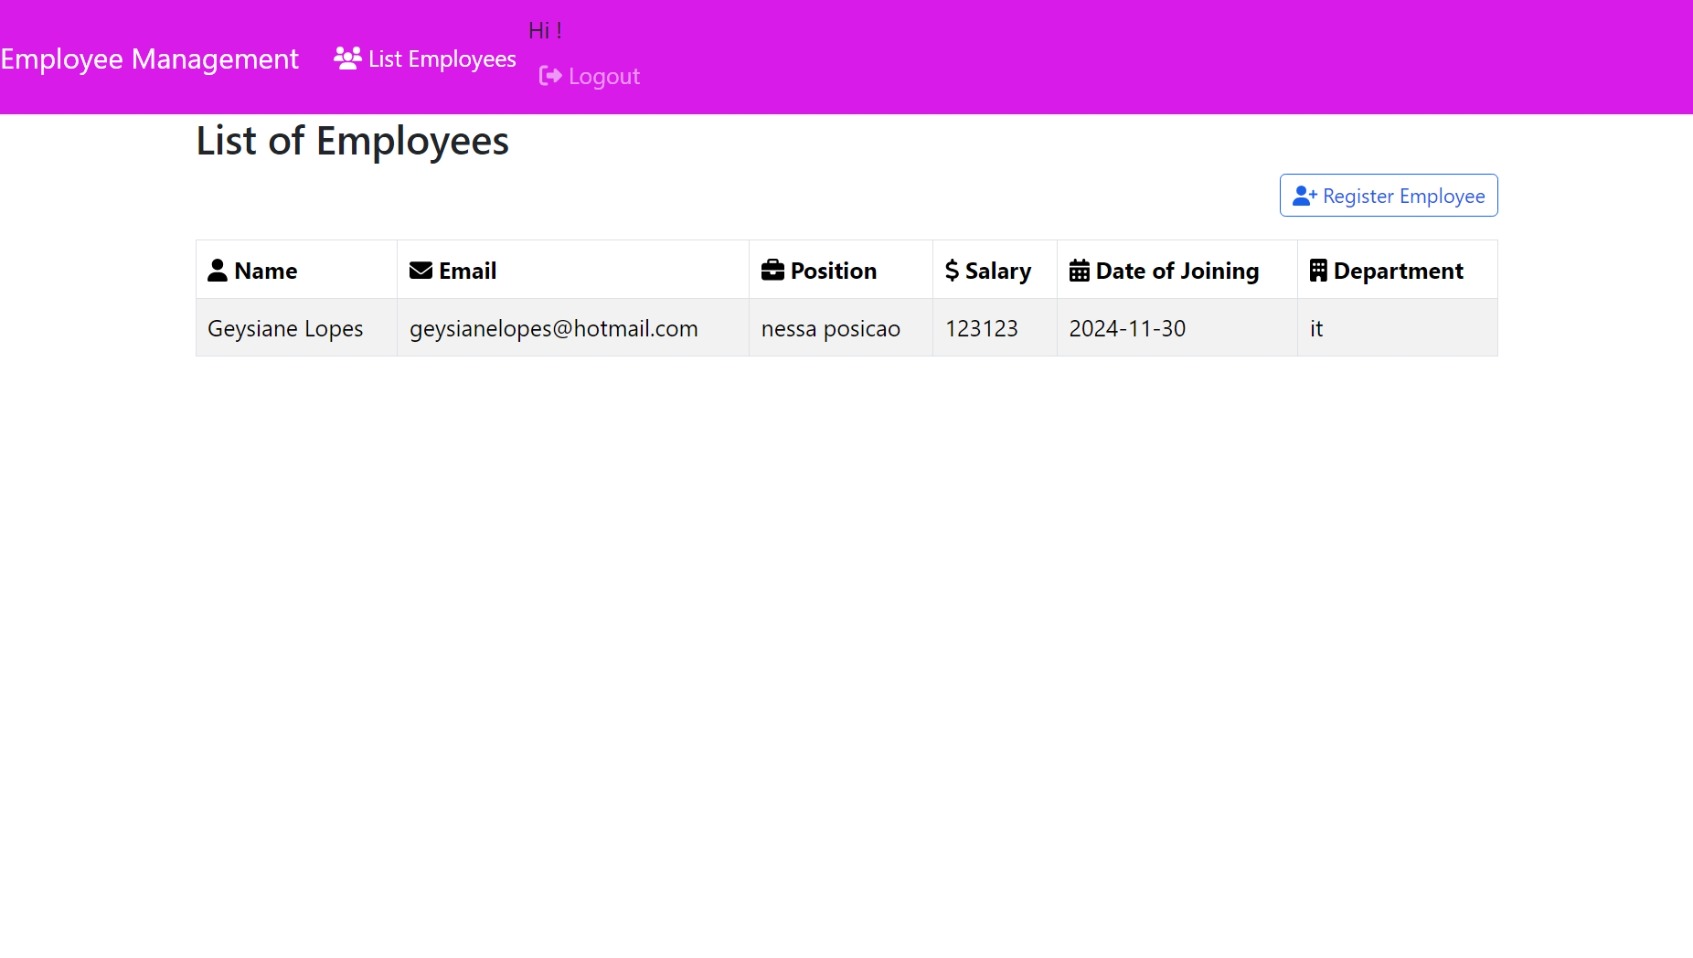 Hi !
Employee Management List Employees
Logout
List of Employees
Register Employee
Name Email Position $ Salary Date of Joining Department
Geysiane Lopes geysianelopes@hotmail.com nessa posicao 123123 2024-11-30 it